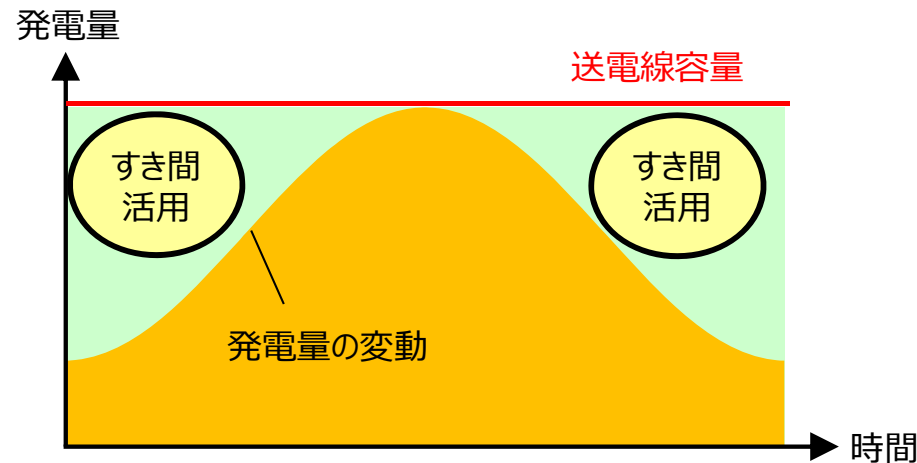 発電量
送電線容量
すき間
活用
すき間
活用
発電量の変動
時間